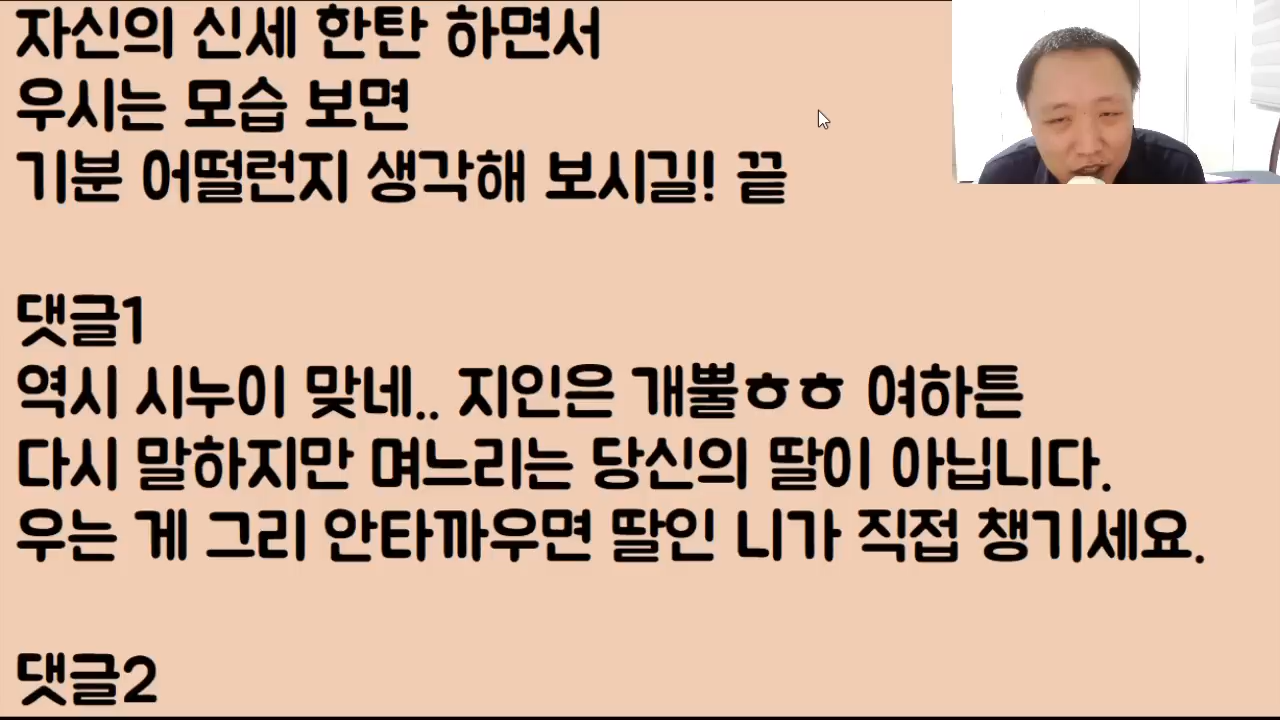 자신의 신세 한탄 하면서
우시는 모습 보면
기분 어떨런지 생각해 보시길! 끝
댓글1
역시 시누이 맞네.. 지인은 개뿔ㅎㅎ 여하튼
다시 말하지만 며느리는 당신의 딸이 아닙니다.
우는 게 그리 안타까우면 딸인 니가 직접 챙기세요.
댓글2